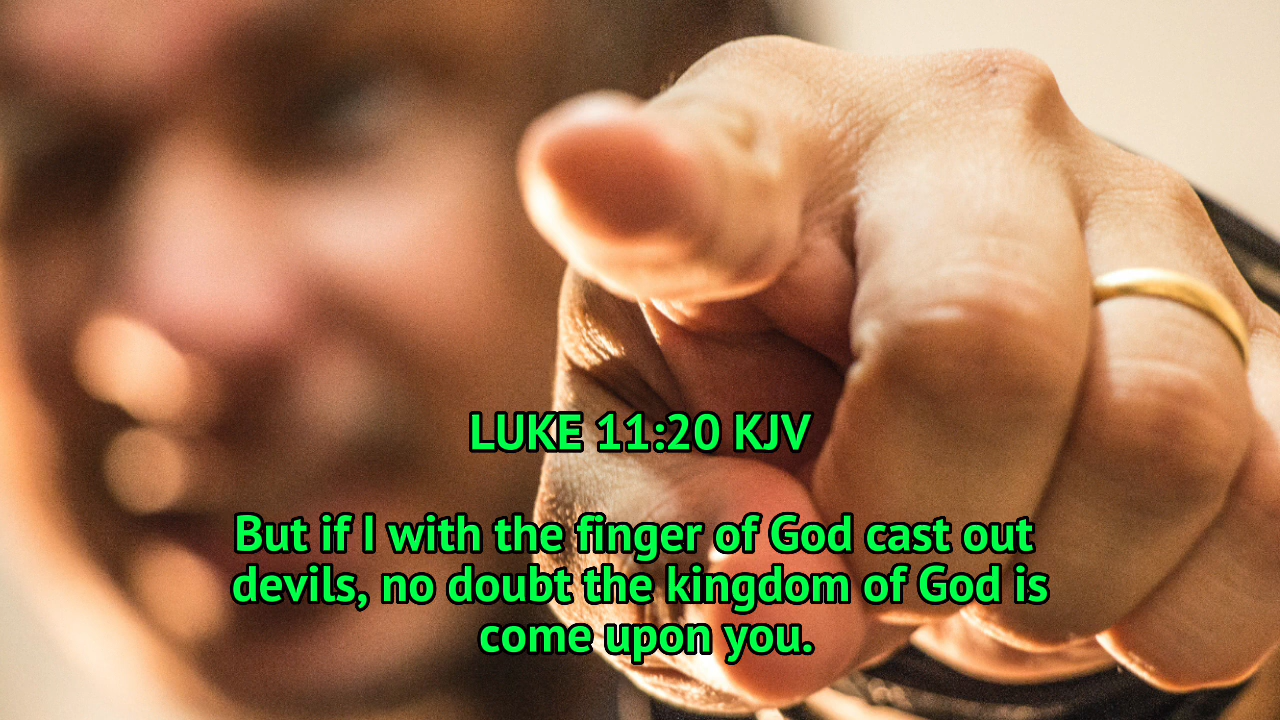 LUKE 11:20 KJV
But if I with the finger of God cast out
devils, no doubt the kingdom of God is
come upon you.